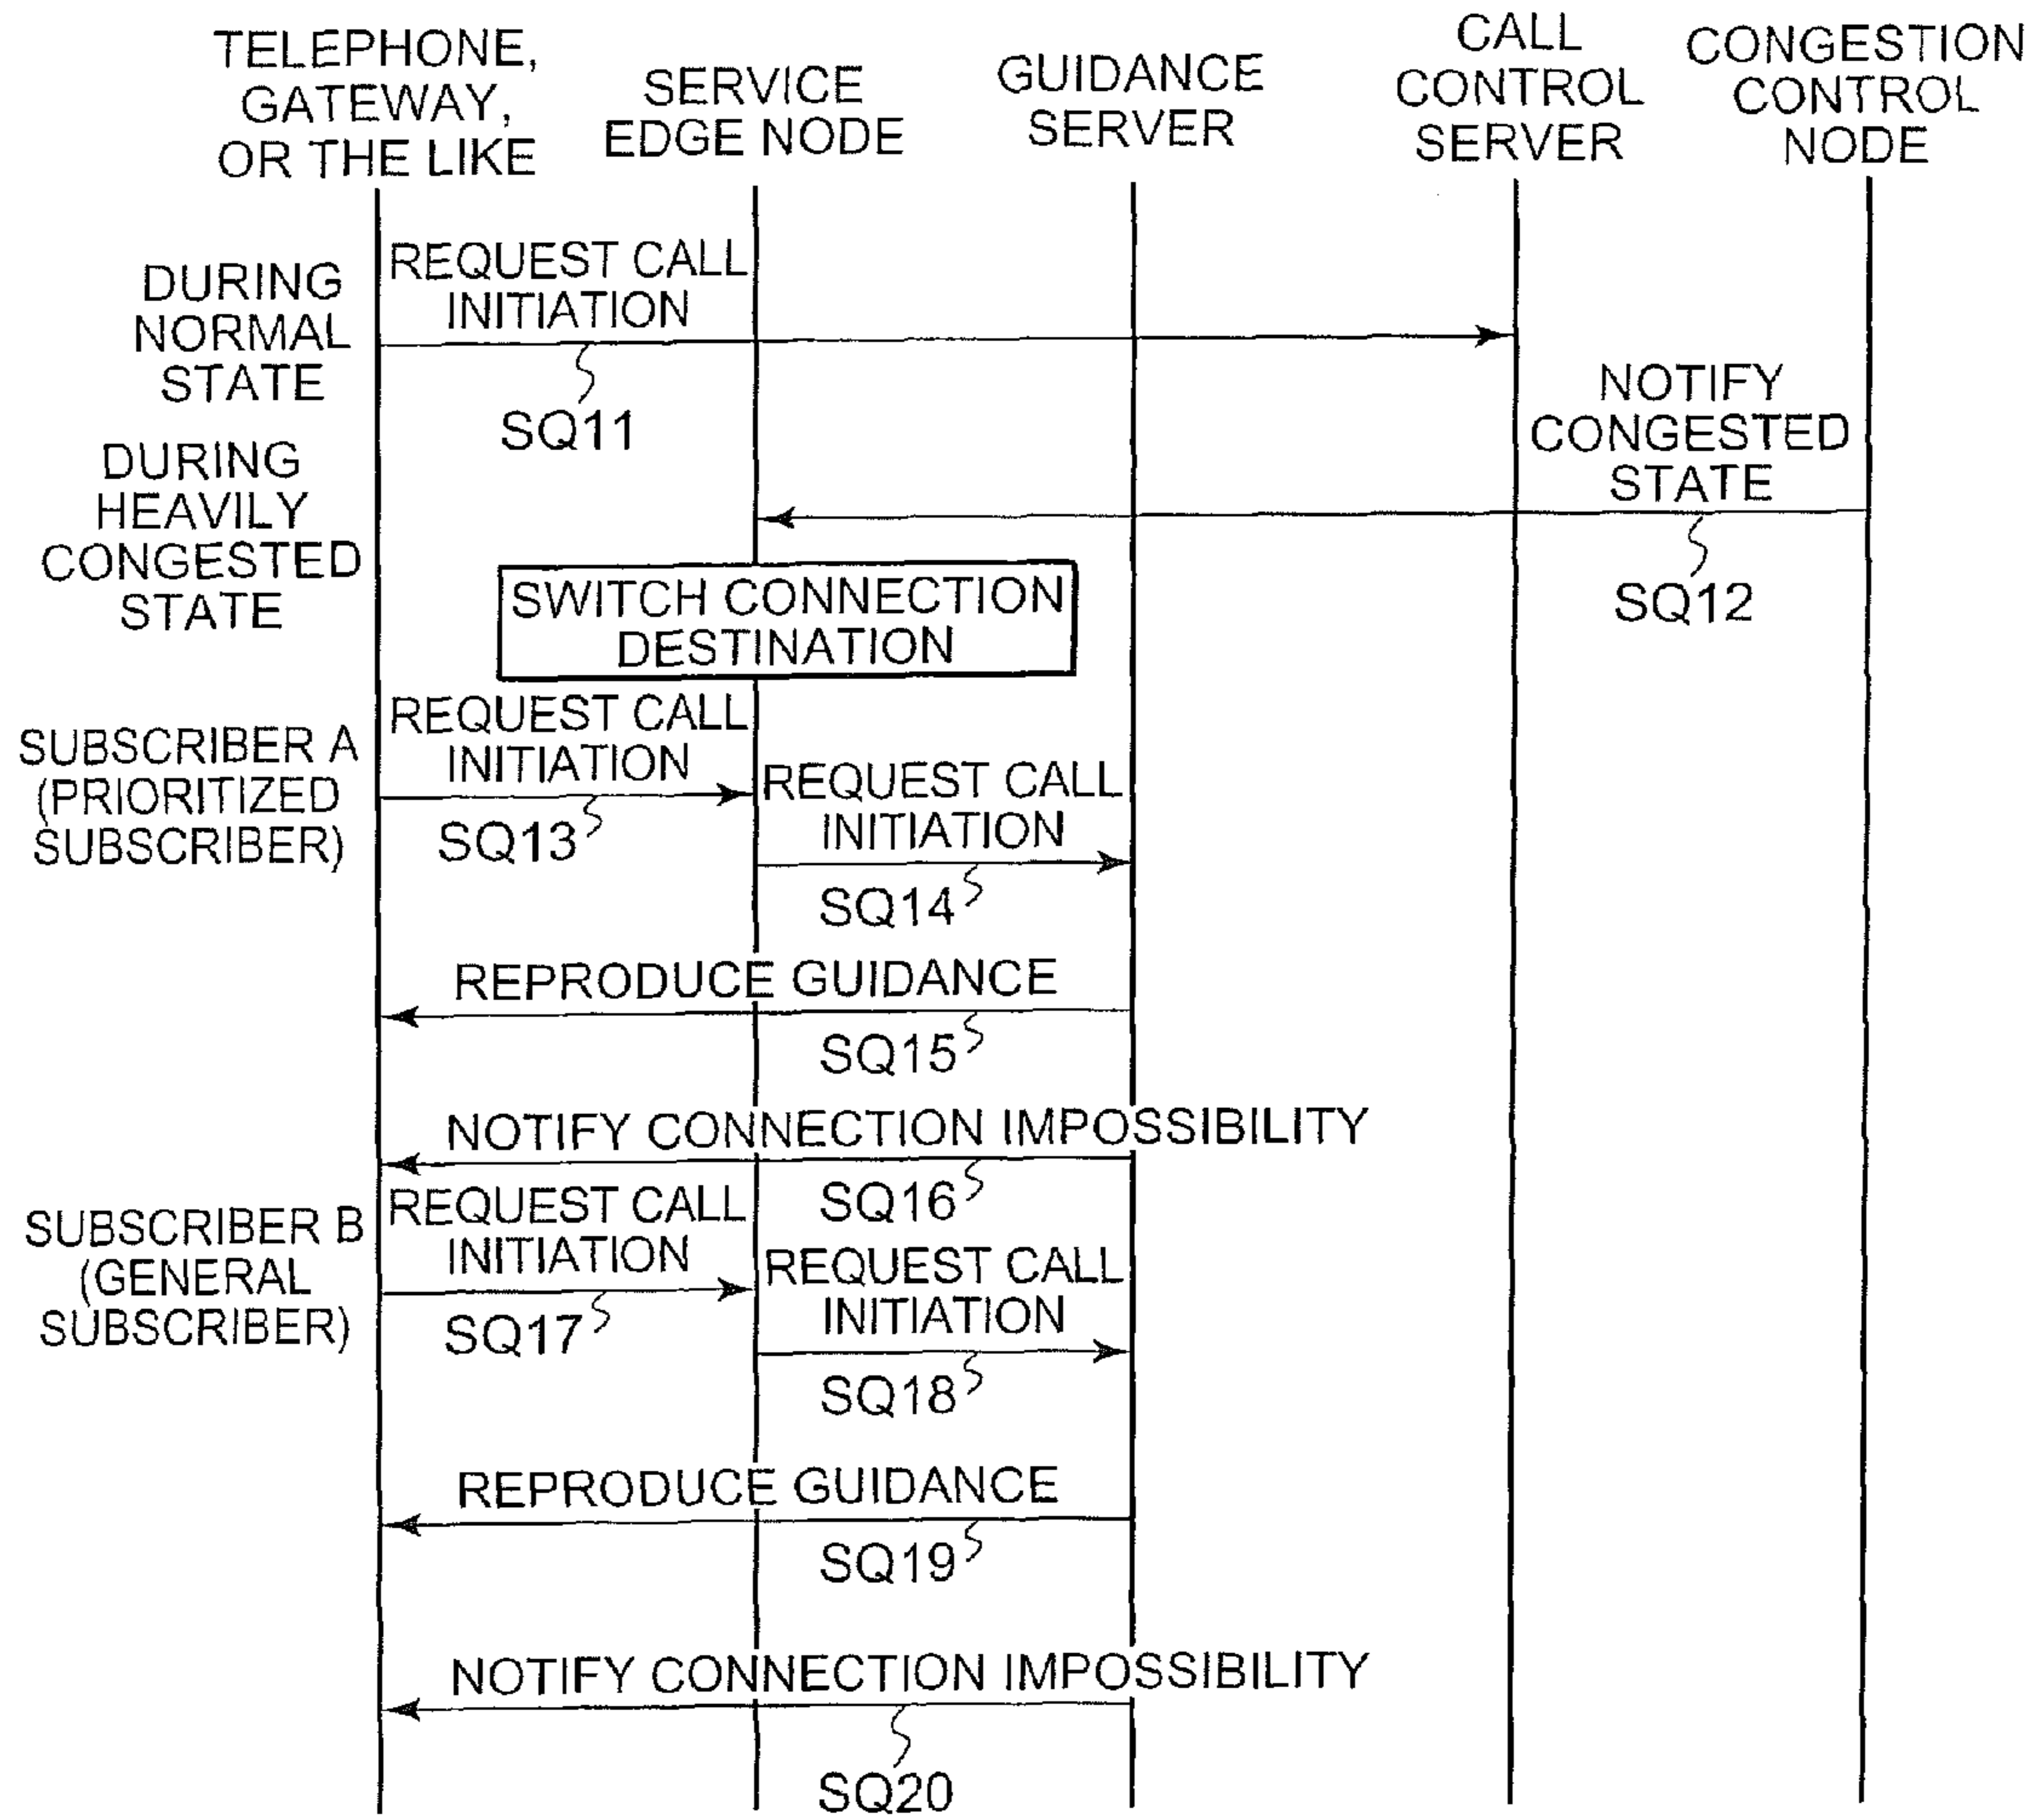 TELEPHONE,
GATEWAY,
OR THE LIKE
SERVICE
EDGE NODE
GUIDANCE
SERVER
CALL
CONTROL
SERVER
CONGESTION
CONTROL
NODE
DURING
NORMAL
STATE
REQUEST CALL
INITIATION
SQ11
NOTIFY
CONGESTED
STATE
SQ12
DURING
HEAVILY
CONGESTED
STATE
SWITCH CONNECTION
DESTINATION
SUBSCRIBER A
(PRIORITIZED
SUBSCRIBER)
REQUEST CALL
INITIATION
SQ13
REQUEST CALL
INITIATION
SQ14
REPRODUCE GUIDANCE
SQ15
NOTIFY CONNECTION IMPOSSIBILITY
SQ16
SUBSCRIBER B
(GENERAL
SUBSCRIBER)
REQUEST CALL
INITIATION
SQ17
REQUEST CALL
INITIATION
SQ18
REPRODUCE GUIDANCE
SQ19
NOTIFY CONNECTION IMPOSSIBILITY
SQ20